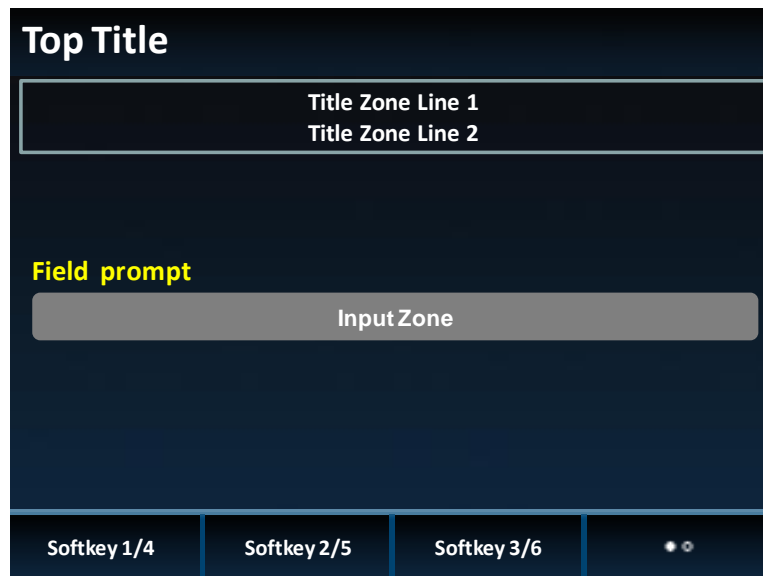 Top Title
Title Zone Line 1
Title Zone Line 2
Field prompt
Input Zone
Softkey 1/4
Softkey 2/5
Softkey 3/6